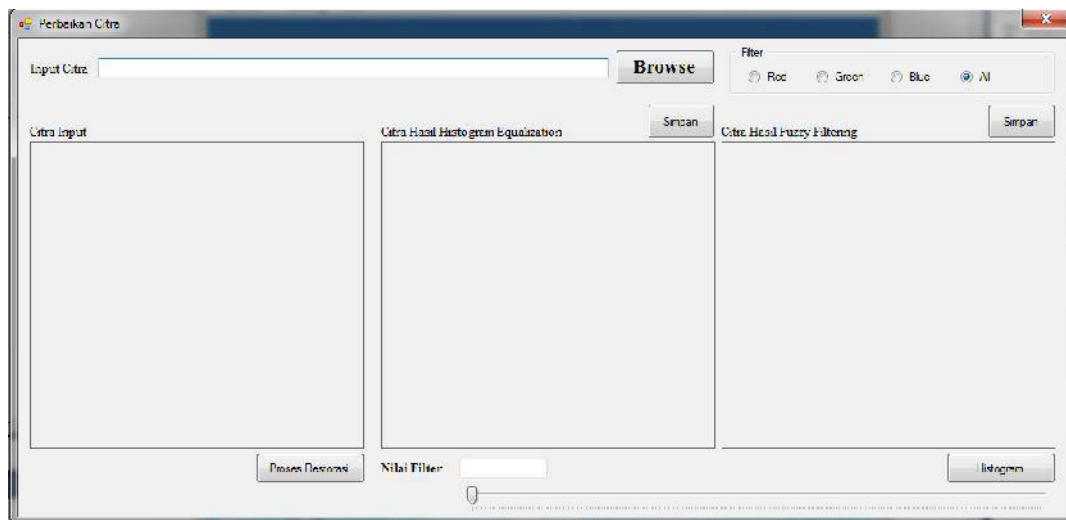 Perbaikan Citra
Input Citra
Browse
Filter
Red Green Blue All
Citra Input
Citra Hasil Histogram Equalization
Simpan
Citra Hasil Fuzzy Filtering
Simpan
Proses Restorasi
Nilai Filter
Histogram